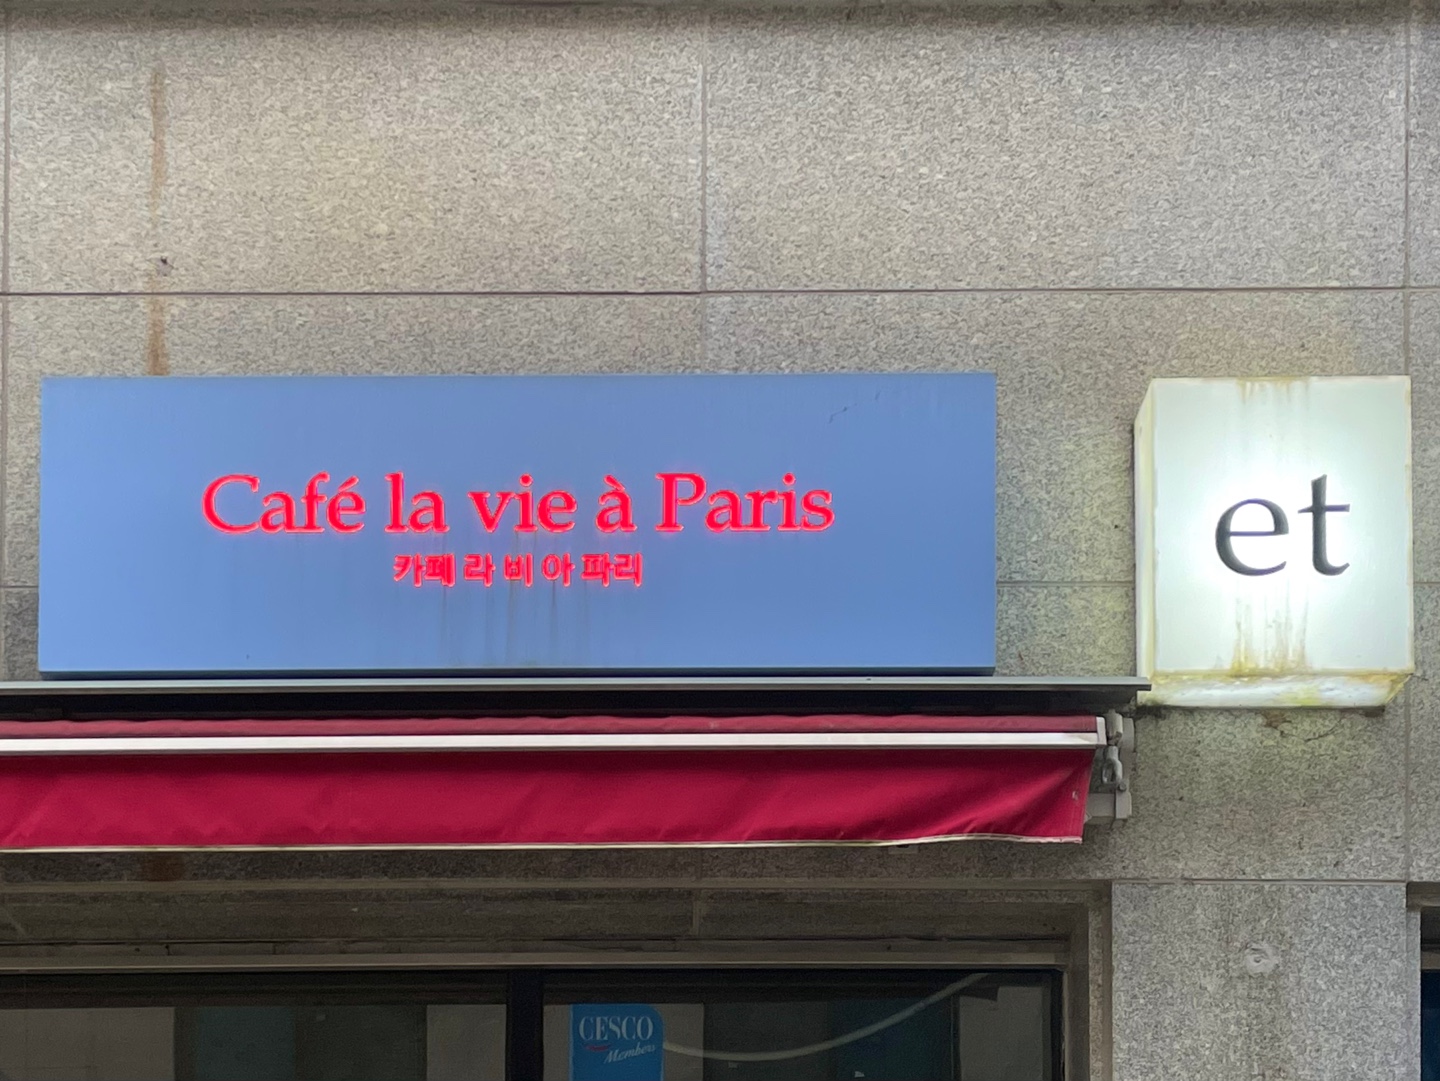 Café la vie à Paris
카페 라 비 아 파리
et
CESCO
Members